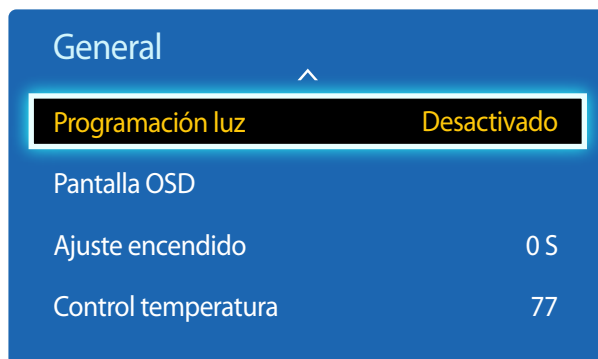 General
Programación luz Desactivado
Pantalla OSD
Ajuste encendido 0 S
Control temperatura 77